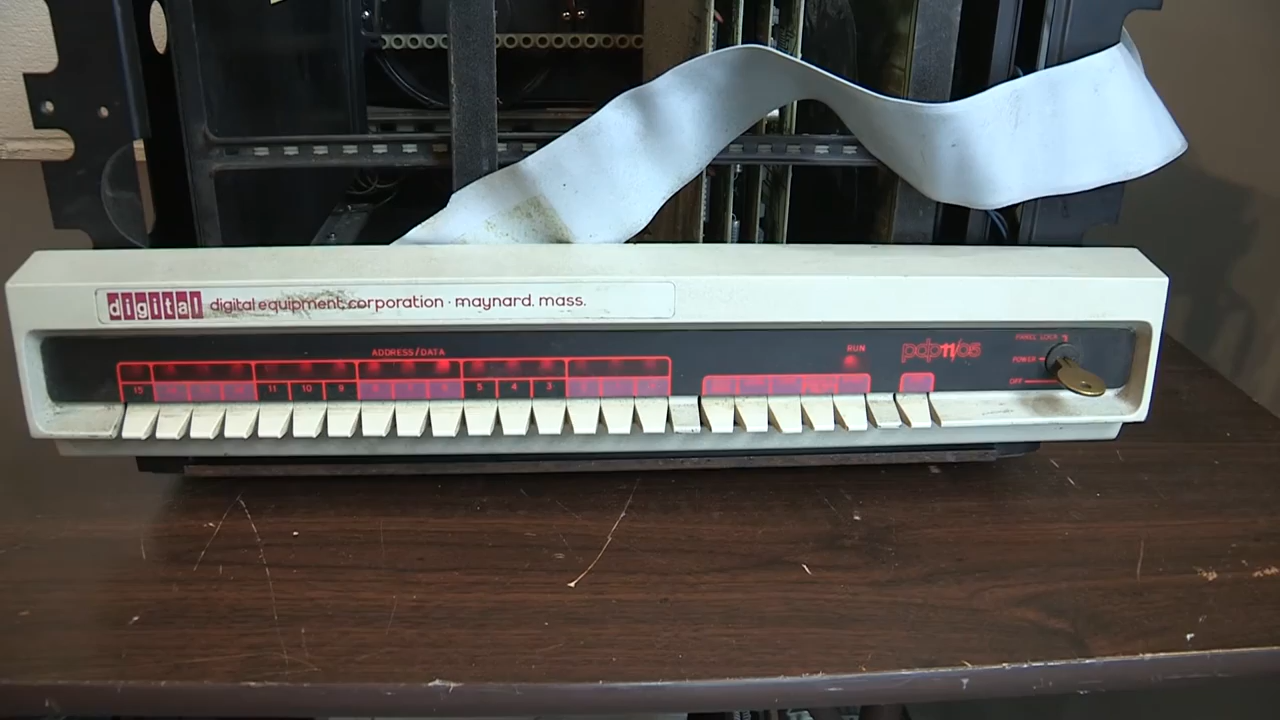 digital digital equipment corporation · maynard, mass.
ADDRESS/DATA
RUN
pdp11/05
PANEL LOCK
POWER
OFF
15 11 10 9 5 4 3